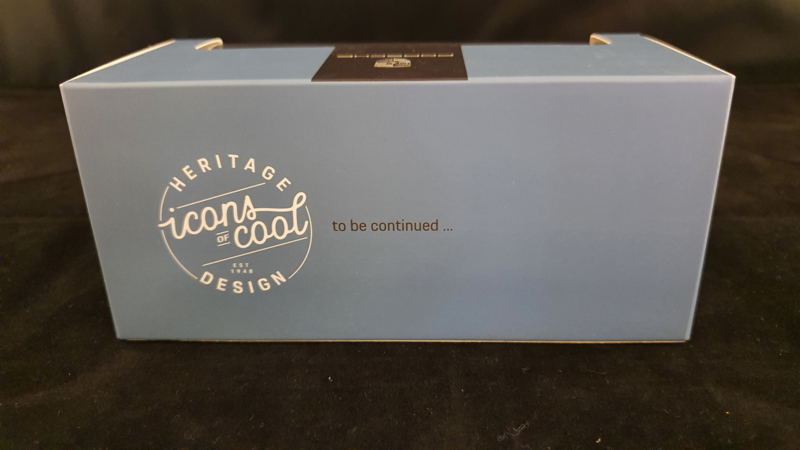 HERITAGE
icons
OF cool
EST
1948
DESIGN
to be continued ...